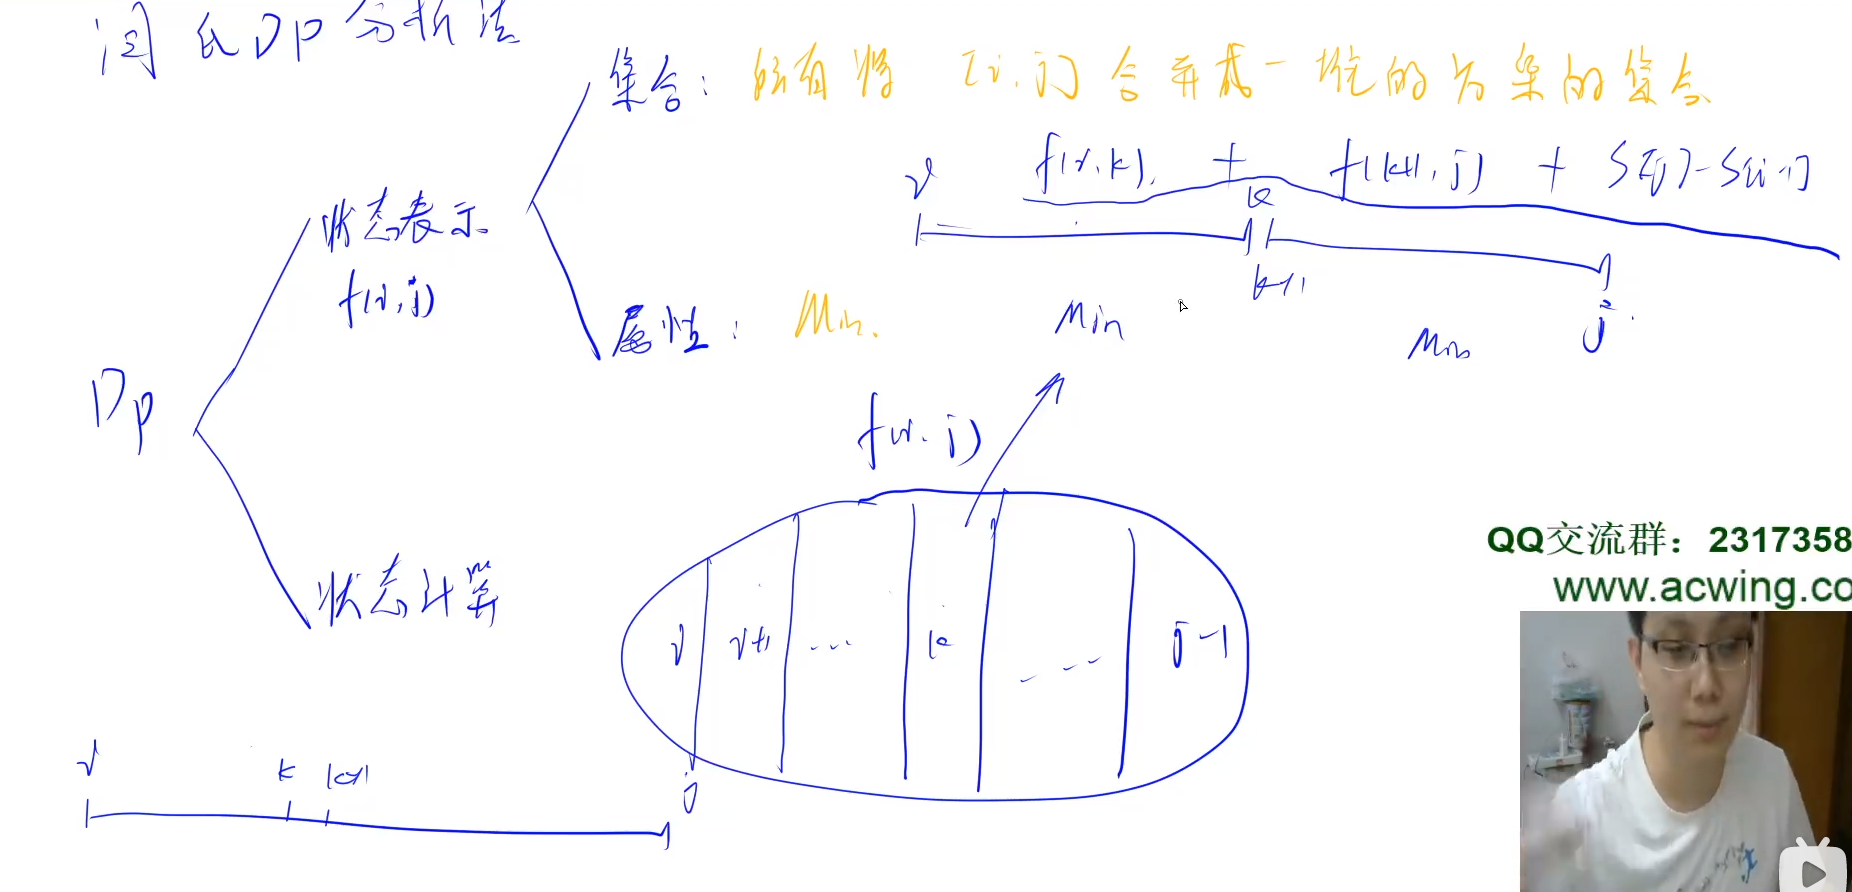 闫氏DP分析法
集合：所有将 [i,j] 合并成一堆的方案的集合
f(i,k) + f(k+1,j) + S[j]-S[i-1]
i
k
状态表示
k+1
f(i,j)
j
属性：Min.
Min
Min
Dp
f(i,j)
QQ交流群：2317358
www.acwing.co
状态计算
i i+1 ... k ... j-1
i k k+1 j